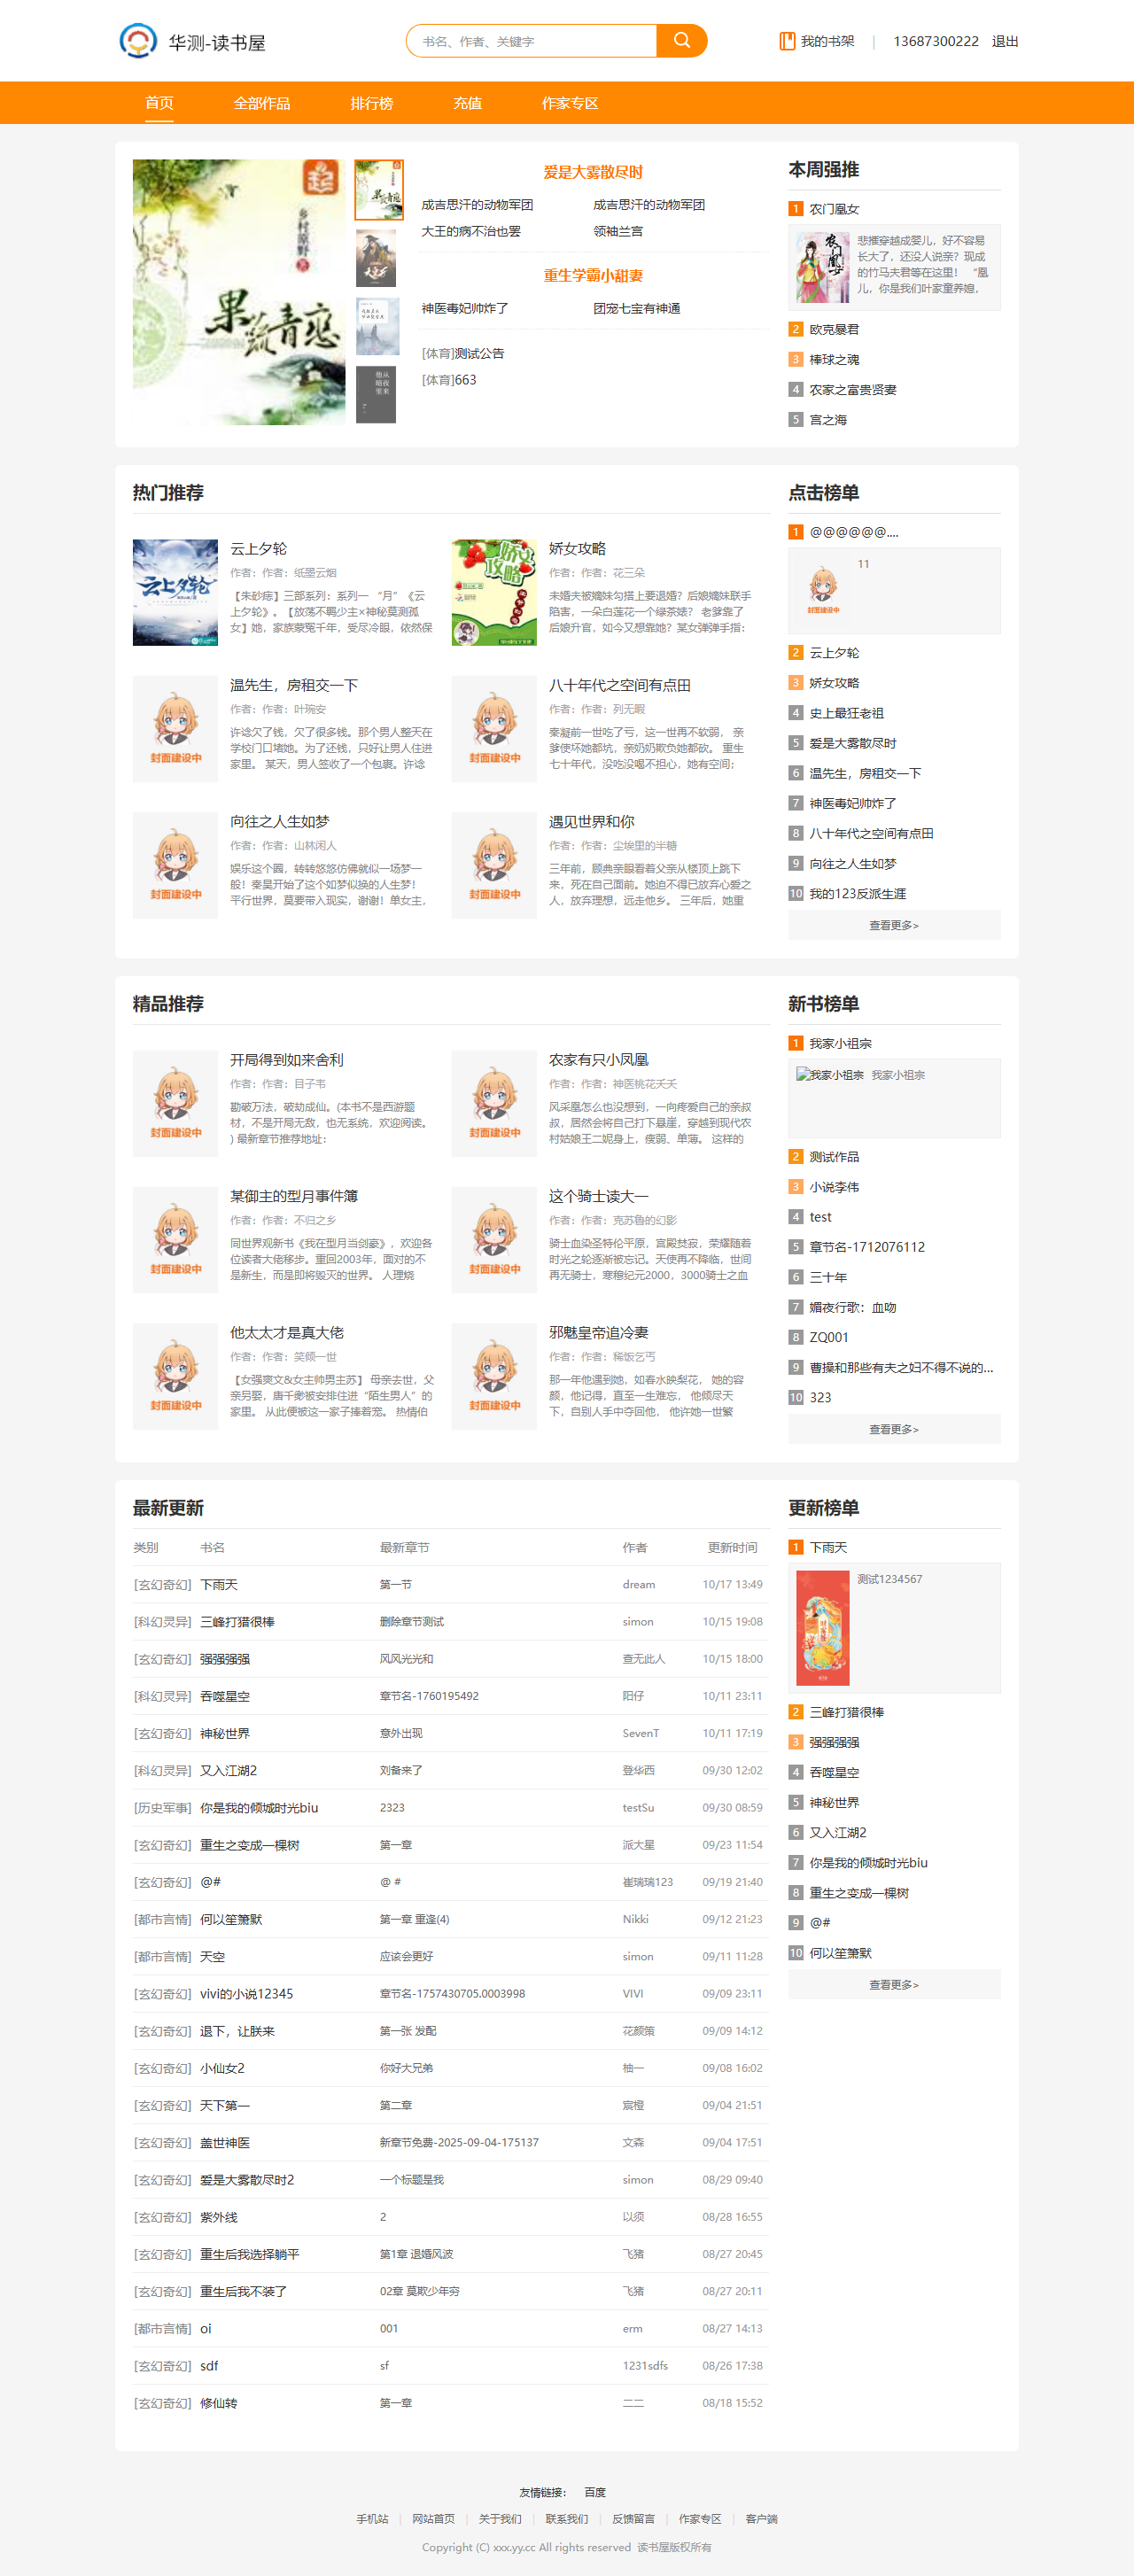 华测-读书屋
书名、作者、关键字
我的书架 | 13687300222 退出
首页 全部作品 排行榜 充值 作家专区
乡村野野
果蔬青恋
爱是大雾散尽时
成吉思汗的动物军团 成吉思汗的动物军团
大王的病不治也罢 领袖兰宫
重生学霸小甜妻
神医毒妃帅炸了 团宠七宝有神通
[体育]测试公告
[体育]663
本周强推
1 农门凰女
农门凰女
悲摧穿越成婴儿，好不容易
长大了，还没人说亲？现成
的竹马夫君等在这里！ “凰
儿，你是我们叶家童养媳，
2 欧克暴君
3 棒球之魂
4 农家之富贵贤妻
5 宫之海
热门推荐
云上夕轮
云上夕轮
作者：作者：纸墨云烟
【朱砂痣】三部系列：系列一 “月”《云
上夕轮》。【放荡不羁少主×神秘莫测孤
女】她，家族蒙冤千年，受尽冷眼，依然保
娇女攻略
娇女攻略
作者：作者：花三朵
未婚夫被嫡妹勾搭上要退婚？后娘嫡妹联手
陷害，一朵白莲花一个绿茶婊？ 老爹靠了
后娘升官，如今又想靠她？某女弹弹手指：
封面建设中
温先生，房租交一下
作者：作者：叶琬安
许谂欠了钱，欠了很多钱。那个男人整天在
学校门口堵她。为了还钱，只好让男人住进
家里。 某天，男人签收了一个包裹。许谂
封面建设中
八十年代之空间有点田
作者：作者：列无暇
秦凝前一世吃了亏，这一世再不软弱， 亲
爹使坏她都坑，亲奶奶欺负她都砍。 重生
七十年代，没吃没喝不担心，她有空间；
封面建设中
向往之人生如梦
作者：作者：山林闲人
娱乐这个圈，转转悠悠仿佛就似一场梦一
般！秦昊开始了这个如梦似换的人生梦！
平行世界，莫要带入现实，谢谢！单女主，
封面建设中
遇见世界和你
作者：作者：尘埃里的半糖
三年前，顾典亲眼看着父亲从楼顶上跳下
来，死在自己面前。她迫不得已放弃心爱之
人，放弃理想，远走他乡。 三年后，她重
点击榜单
1 @@@@@@....
封面建设中
11
2 云上夕轮
3 娇女攻略
4 史上最狂老祖
5 爱是大雾散尽时
6 温先生，房租交一下
7 神医毒妃帅炸了
8 八十年代之空间有点田
9 向往之人生如梦
10 我的123反派生涯
查看更多>
精品推荐
封面建设中
开局得到如来舍利
作者：作者：目子韦
勘破万法，破劫成仙。(本书不是西游题
材，不是开局无敌，也无系统，欢迎阅读。
) 最新章节推荐地址：
封面建设中
农家有只小凤凰
作者：作者：神医桃花夭夭
风采凰怎么也没想到，一向疼爱自己的亲叔
叔，居然会将自己打下悬崖，穿越到现代农
村姑娘王二妮身上，瘦弱、单薄。 这样的
封面建设中
某御主的型月事件簿
作者：作者：不归之乡
同世界观新书《我在型月当剑豪》，欢迎各
位读者大佬移步。重回2003年，面对的不
是新生，而是即将毁灭的世界。 人理烧
封面建设中
这个骑士读大一
作者：作者：克苏鲁的幻影
骑士血染圣特伦平原，宫殿焚寂，荣耀随着
时光之轮逐渐被忘记。天使再不降临，世间
再无骑士，寒穆纪元2000，3000骑士之血
封面建设中
他太太才是真大佬
作者：作者：笑倾一世
【女强爽文&女主帅男主苏】 母亲去世，父
亲另娶，唐千勷被安排住进 “陌生男人” 的
家里。 从此便被这一家子捧着宠。 热情伯
封面建设中
邪魅皇帝追冷妻
作者：作者：稀饭乞丐
那一年他遇到她，如春水映梨花， 她的容
颜，他记得，直至一生难忘， 他倾尽天
下，自别人手中夺回他， 他许她一世繁
新书榜单
1 我家小祖宗
我家小祖宗 我家小祖宗
2 测试作品
3 小说李伟
4 test
5 章节名-1712076112
6 三十年
7 媚夜行歌：血吻
8 ZQ001
9 曹操和那些有夫之妇不得不说的...
10 323
查看更多>
最新更新
类别 书名 最新章节 作者 更新时间
[玄幻奇幻] 下雨天 第一节 dream 10/17 13:49
[科幻灵异] 三峰打猎很棒 删除章节测试 simon 10/15 19:08
[玄幻奇幻] 强强强强 风风光光和 查无此人 10/15 18:00
[科幻灵异] 吞噬星空 章节名-1760195492 阳仔 10/11 23:11
[玄幻奇幻] 神秘世界 意外出现 SevenT 10/11 17:19
[科幻灵异] 又入江湖2 刘备来了 登华西 09/30 12:02
[历史军事] 你是我的倾城时光biu 2323 testSu 09/30 08:59
[玄幻奇幻] 重生之变成一棵树 第一章 派大星 09/23 11:54
[玄幻奇幻] @# @ # 崔瑞瑞123 09/19 21:40
[都市言情] 何以笙箫默 第一章 重逢(4) Nikki 09/12 21:23
[都市言情] 天空 应该会更好 simon 09/11 11:28
[玄幻奇幻] vivi的小说12345 章节名-1757430705.0003998 VIVI 09/09 23:11
[玄幻奇幻] 退下，让朕来 第一张 发配 花颜策 09/09 14:12
[玄幻奇幻] 小仙女2 你好大兄弟 柚一 09/08 16:02
[玄幻奇幻] 天下第一 第二章 宸橙 09/04 21:51
[玄幻奇幻] 盖世神医 新章节免费-2025-09-04-175137 文森 09/04 17:51
[玄幻奇幻] 爱是大雾散尽时2 一个标题是我 simon 08/29 09:40
[玄幻奇幻] 紫外线 2 以须 08/28 16:55
[玄幻奇幻] 重生后我选择躺平 第1章 退婚风波 飞猪 08/27 20:45
[玄幻奇幻] 重生后我不装了 02章 莫欺少年穷 飞猪 08/27 20:11
[都市言情] oi 001 erm 08/27 14:13
[玄幻奇幻] sdf sf 1231sdfs 08/26 17:38
[玄幻奇幻] 修仙转 第一章 二二 08/18 15:52
更新榜单
1 下雨天
测试1234567
2 三峰打猎很棒
3 强强强强
4 吞噬星空
5 神秘世界
6 又入江湖2
7 你是我的倾城时光biu
8 重生之变成一棵树
9 @#
10 何以笙箫默
查看更多>
友情链接： 百度
手机站 | 网站首页 | 关于我们 | 联系我们 | 反馈留言 | 作家专区 | 客户端
Copyright (C) xxx.yy.cc All rights reserved 读书屋版权所有